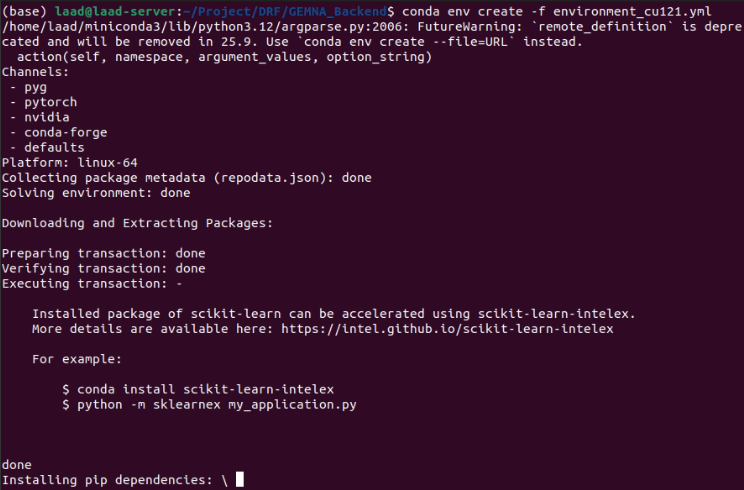 (base) laad@laad-server:~/Project/DRF/GEMNA_Backend$ conda env create -f environment_cu121.yml
/home/laad/miniconda3/lib/python3.12/argparse.py:2006: FutureWarning: `remote_definition` is depre
cated and will be removed in 25.9. Use `conda env create --file=URL` instead.
  action(self, namespace, argument_values, option_string)
Channels:
 - pyg
 - pytorch
 - nvidia
 - conda-forge
 - defaults
Platform: linux-64
Collecting package metadata (repodata.json): done
Solving environment: done
Downloading and Extracting Packages:
Preparing transaction: done
Verifying transaction: done
Executing transaction: -
    Installed package of scikit-learn can be accelerated using scikit-learn-intelex.
    More details are available here: https://intel.github.io/scikit-learn-intelex
    For example:
        $ conda install scikit-learn-intelex
        $ python -m sklearnex my_application.py
done
Installing pip dependencies: \